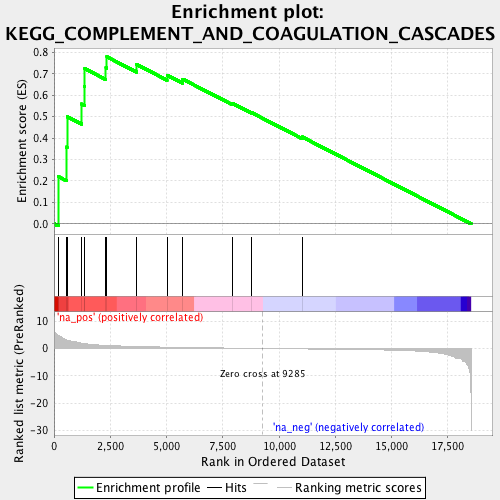 Enrichment plot:
KEGG_COMPLEMENT_AND_COAGULATION_CASCADES
Enrichment score (ES)
0.8
0.7
0.6
0.5
0.4
0.3
0.2
0.1
0.0
'na_pos' (positively correlated)
Ranked list metric (PreRanked)
10
0
-10
-20
-30
Zero cross at 9285
'na_neg' (negatively correlated)
0 2,500 5,000 7,500 10,000 12,500 15,000 17,500
Rank in Ordered Dataset
Enrichment profile Hits Ranking metric scores